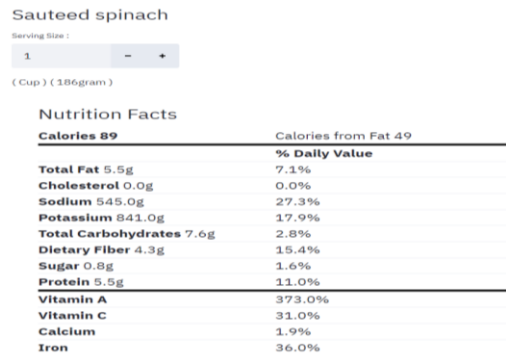 Sauteed spinach
Serving Size :
1 - +
( Cup ) ( 186gram )
Nutrition Facts
Calories 89 Calories from Fat 49
% Daily Value
Total Fat 5.5g 7.1%
Cholesterol 0.0g 0.0%
Sodium 545.0g 27.3%
Potassium 841.0g 17.9%
Total Carbohydrates 7.6g 2.8%
Dietary Fiber 4.3g 15.4%
Sugar 0.8g 1.6%
Protein 5.5g 11.0%
Vitamin A 373.0%
Vitamin C 31.0%
Calcium 1.9%
Iron 36.0%